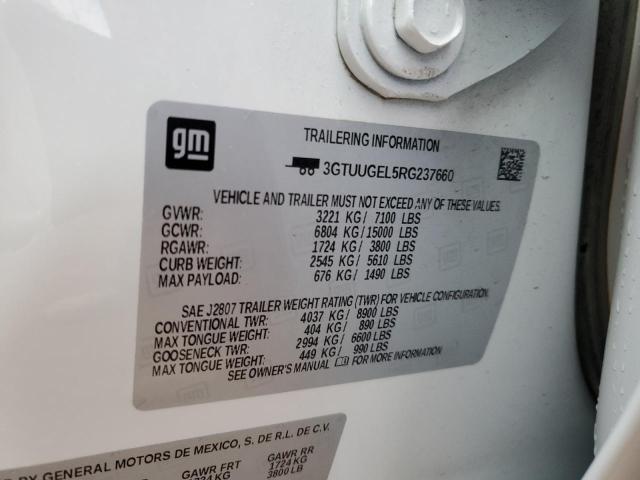 gm
TRAILERING INFORMATION
3GTUUGEL5RG237660
VEHICLE AND TRAILER MUST NOT EXCEED ANY OF THESE VALUES.
GVWR: 3221 KG/ 7100 LBS
GCWR: 6804 KG/ 15000 LBS
RGAWR: 1724 KG/ 3800 LBS
CURB WEIGHT: 2545 KG/ 5610 LBS
MAX PAYLOAD: 676 KG/ 1490 LBS
SAE J2807 TRAILER WEIGHT RATING (TWR) FOR VEHICLE CONFIGURATION.
CONVENTIONAL TWR: 4037 KG/ 8900 LBS
MAX TONGUE WEIGHT: 404 KG/ 890 LBS
GOOSENECK TWR: 2994 KG/ 6600 LBS
MAX TONGUE WEIGHT: 449 KG/ 990 LBS
SEE OWNER'S MANUAL FOR MORE INFORMATION
BY GENERAL MOTORS DE MEXICO, S. DE R.L. DE C.V.
GAWR FRT GAWR RR
1724 KG 1724 KG
3800 LB